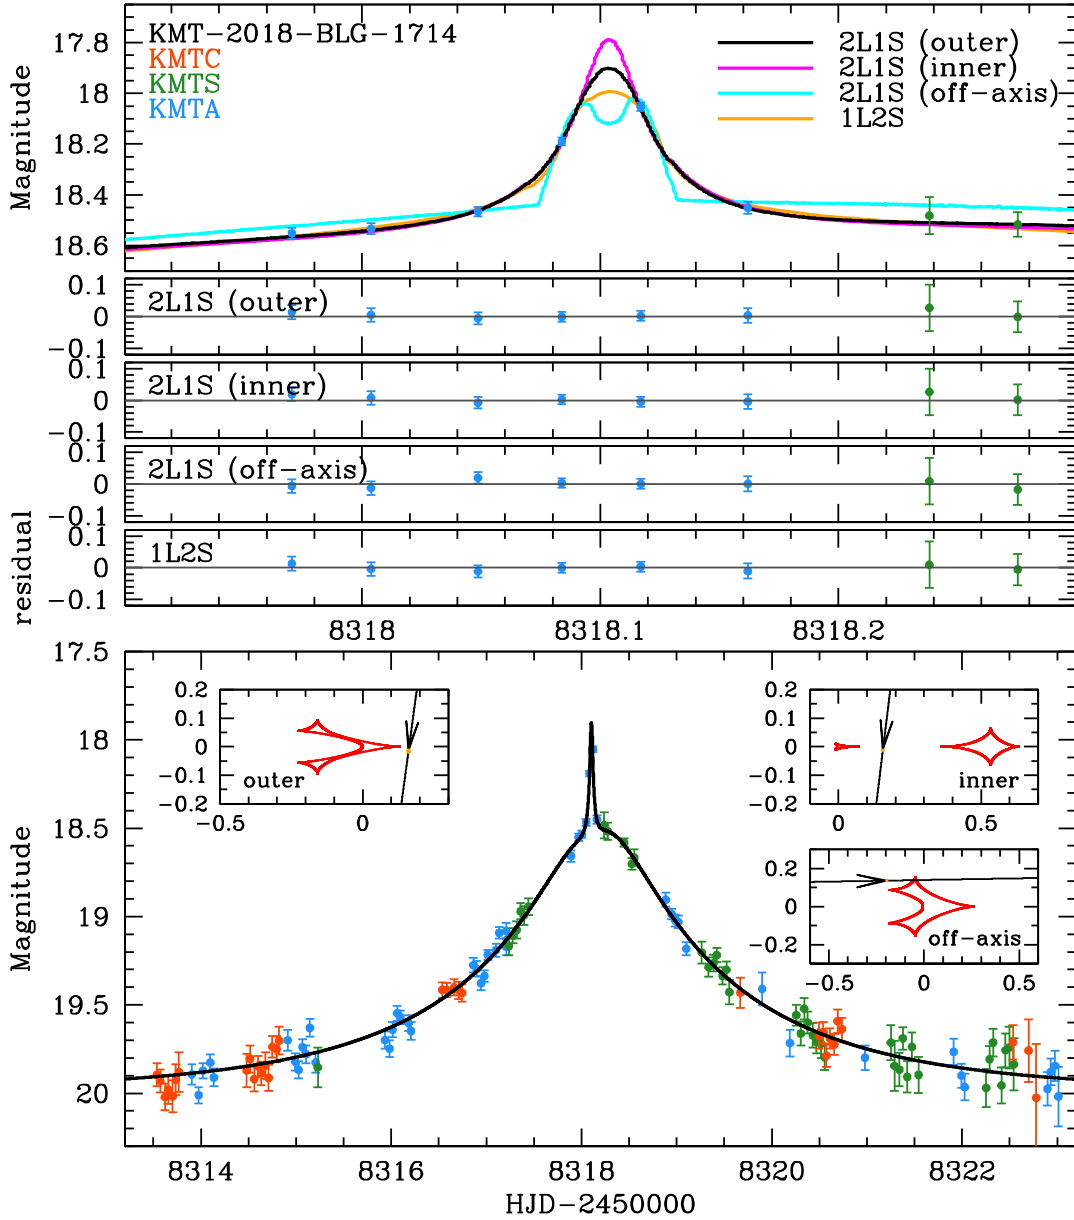 KMT-2018-BLG-1714
KMTC
KMTS
KMTA
2L1S (outer)
2L1S (inner)
2L1S (off-axis)
1L2S
Magnitude
17.8
18
18.2
18.4
18.6
2L1S (outer)
0.1
0
-0.1
2L1S (inner)
0.1
0
-0.1
2L1S (off-axis)
0.1
0
-0.1
1L2S
0.1
0
-0.1
residual
8318
8318.1
8318.2
Magnitude
17.5
18
18.5
19
19.5
20
0.2
0.1
0
-0.1
-0.2
outer
-0.5
0
0.2
0.1
0
-0.1
-0.2
inner
0
0.5
0.2
0
-0.2
off-axis
-0.5
0
0.5
8314
8316
8318
8320
8322
HJD-2450000